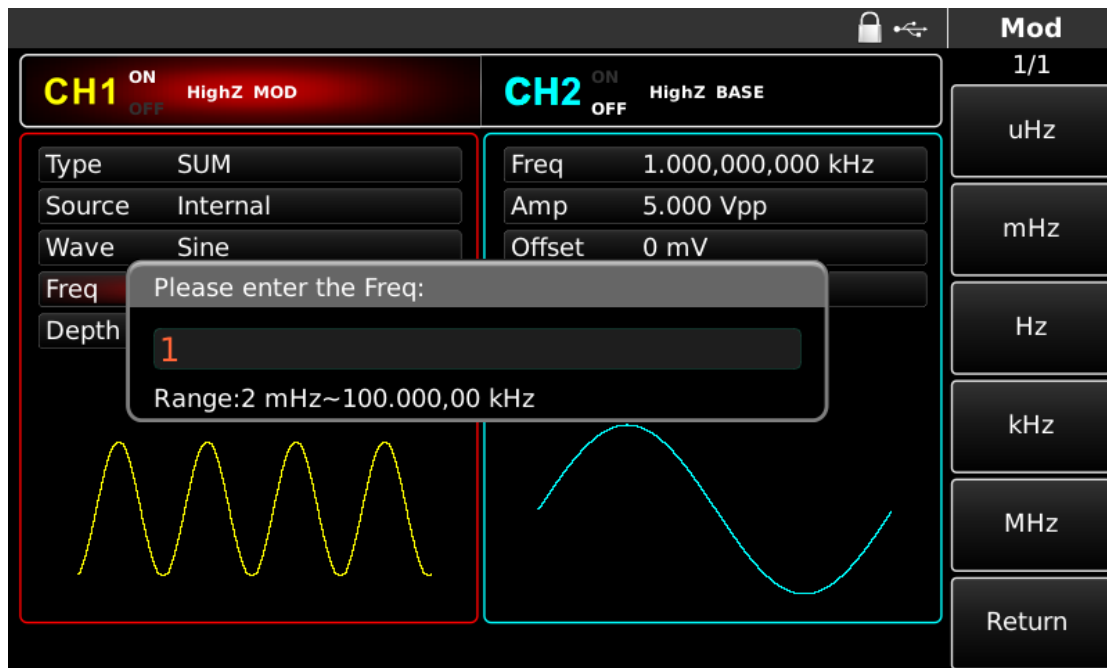 Mod
1/1
CH1 ON OFF HighZ MOD
CH2 ON OFF HighZ BASE
Type SUM
Source Internal
Wave Sine
Freq
Depth
Freq 1.000,000,000 kHz
Amp 5.000 Vpp
Offset 0 mV
Please enter the Freq:
1
Range:2 mHz~100.000,00 kHz
uHz
mHz
Hz
kHz
MHz
Return